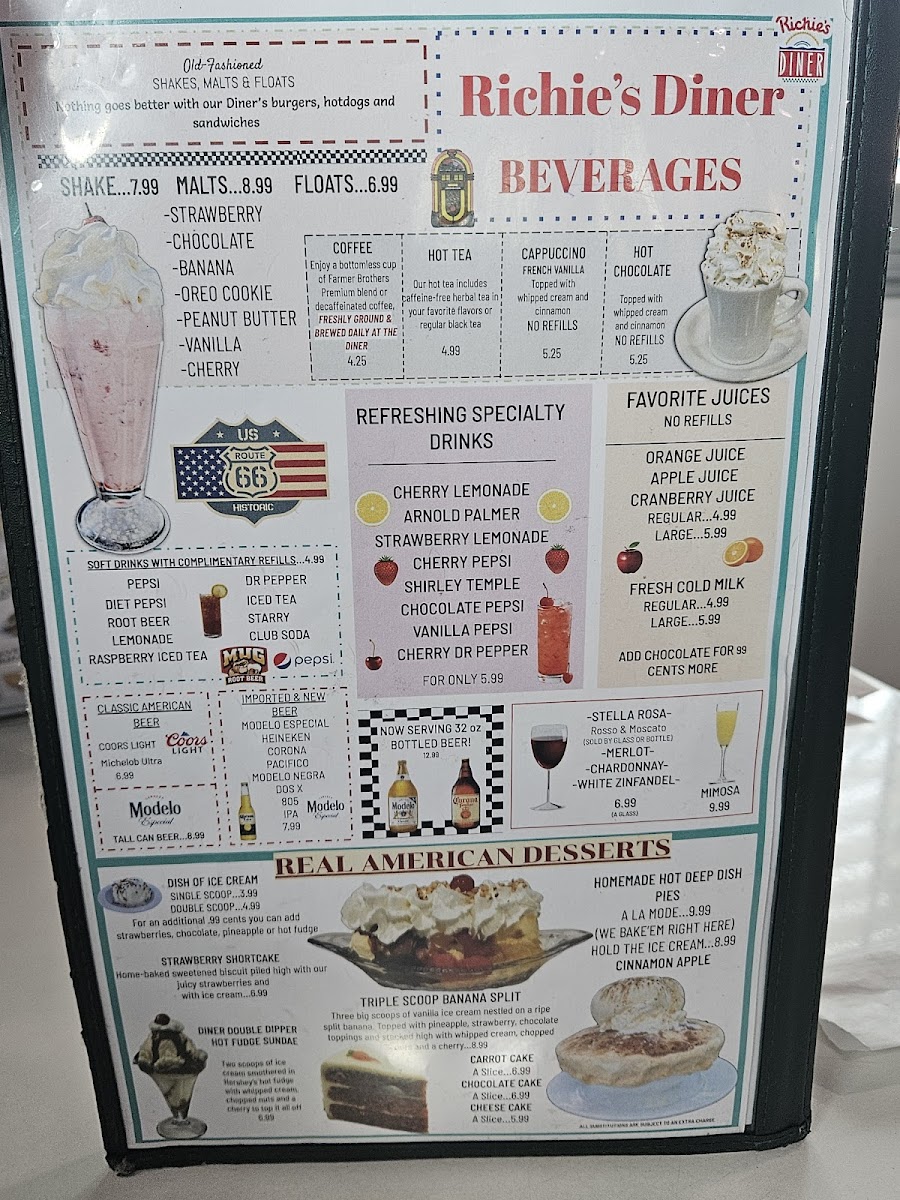 Richie's
DINER
Old-Fashioned
SHAKES, MALTS & FLOATS
Nothing goes better with our Diner's burgers, hotdogs and
sandwiches
Richie's Diner
BEVERAGES
SHAKE...7.99 MALTS...8.99 FLOATS...6.99
-STRAWBERRY
-CHOCOLATE
-BANANA
-OREO COOKIE
-PEANUT BUTTER
-VANILLA
-CHERRY
COFFEE
Enjoy a bottomless cup
of Farmer Brothers
Premium blend or
decaffeinated coffee,
FRESHLY GROUND &
BREWED DAILY AT THE
DINER
4.25
HOT TEA
Our hot tea includes
caffeine-free herbal tea in
your favorite flavors or
regular black tea
4.99
CAPPUCCINO
FRENCH VANILLA
Topped with
whipped cream and
cinnamon
NO REFILLS
5.25
HOT
CHOCOLATE
Topped with
whipped cream
and cinnamon
NO REFILLS
5.25
US
ROUTE
66
HISTORIC
REFRESHING SPECIALTY
DRINKS
CHERRY LEMONADE
ARNOLD PALMER
STRAWBERRY LEMONADE
CHERRY PEPSI
SHIRLEY TEMPLE
CHOCOLATE PEPSI
VANILLA PEPSI
CHERRY DR PEPPER
FOR ONLY 5.99
FAVORITE JUICES
NO REFILLS
ORANGE JUICE
APPLE JUICE
CRANBERRY JUICE
REGULAR...4.99
LARGE...5.99
FRESH COLD MILK
REGULAR...4.99
LARGE...5.99
ADD CHOCOLATE FOR 99
CENTS MORE
SOFT DRINKS WITH COMPLIMENTARY REFILLS...4.99
PEPSI
DIET PEPSI
ROOT BEER
LEMONADE
RASPBERRY ICED TEA
DR PEPPER
ICED TEA
STARRY
CLUB SODA
MUG
ROOT BEER
pepsi
CLASSIC AMERICAN
BEER
COORS LIGHT
Coors
LIGHT
Michelob Ultra
6.99
Modelo
Especial
TALL CAN BEER...8.99
IMPORTED & NEW
BEER
MODELO ESPECIAL
HEINEKEN
CORONA
PACIFICO
MODELO NEGRA
DOS X
805
IPA
7.99
Modelo
Especial
NOW SERVING 32 oz
BOTTLED BEER!
12.99
Modelo
Corona
-STELLA ROSA-
Rosso & Moscato
(SOLD BY GLASS OR BOTTLE)
-MERLOT-
-CHARDONNAY-
-WHITE ZINFANDEL-
6.99
(A GLASS)
MIMOSA
9.99
REAL AMERICAN DESSERTS
DISH OF ICE CREAM
SINGLE SCOOP...3.99
DOUBLE SCOOP...4.99
For an additional .99 cents you can add
strawberries, chocolate, pineapple or hot fudge
STRAWBERRY SHORTCAKE
Home-baked sweetened biscuit piled high with our
juicy strawberries and
with ice cream...6.99
DINER DOUBLE DIPPER
HOT FUDGE SUNDAE
Two scoops of ice
cream smothered in
Hershey's hot fudge
with whipped cream,
chopped nuts and a
cherry to top it all off
6.99
TRIPLE SCOOP BANANA SPLIT
Three big scoops of vanilla ice cream nestled on a ripe
split banana. Topped with pineapple, strawberry, chocolate
toppings and stacked high with whipped cream, chopped
and a cherry...8.99
CARROT CAKE
A Slice...6.99
CHOCOLATE CAKE
A Slice...6.99
CHEESE CAKE
A Slice...5.99
HOMEMADE HOT DEEP DISH
PIES
A LA MODE...9.99
(WE BAKE'EM RIGHT HERE)
HOLD THE ICE CREAM...8.99
CINNAMON APPLE
ALL SUBSTITUTIONS ARE SUBJECT TO AN EXTRA CHARGE